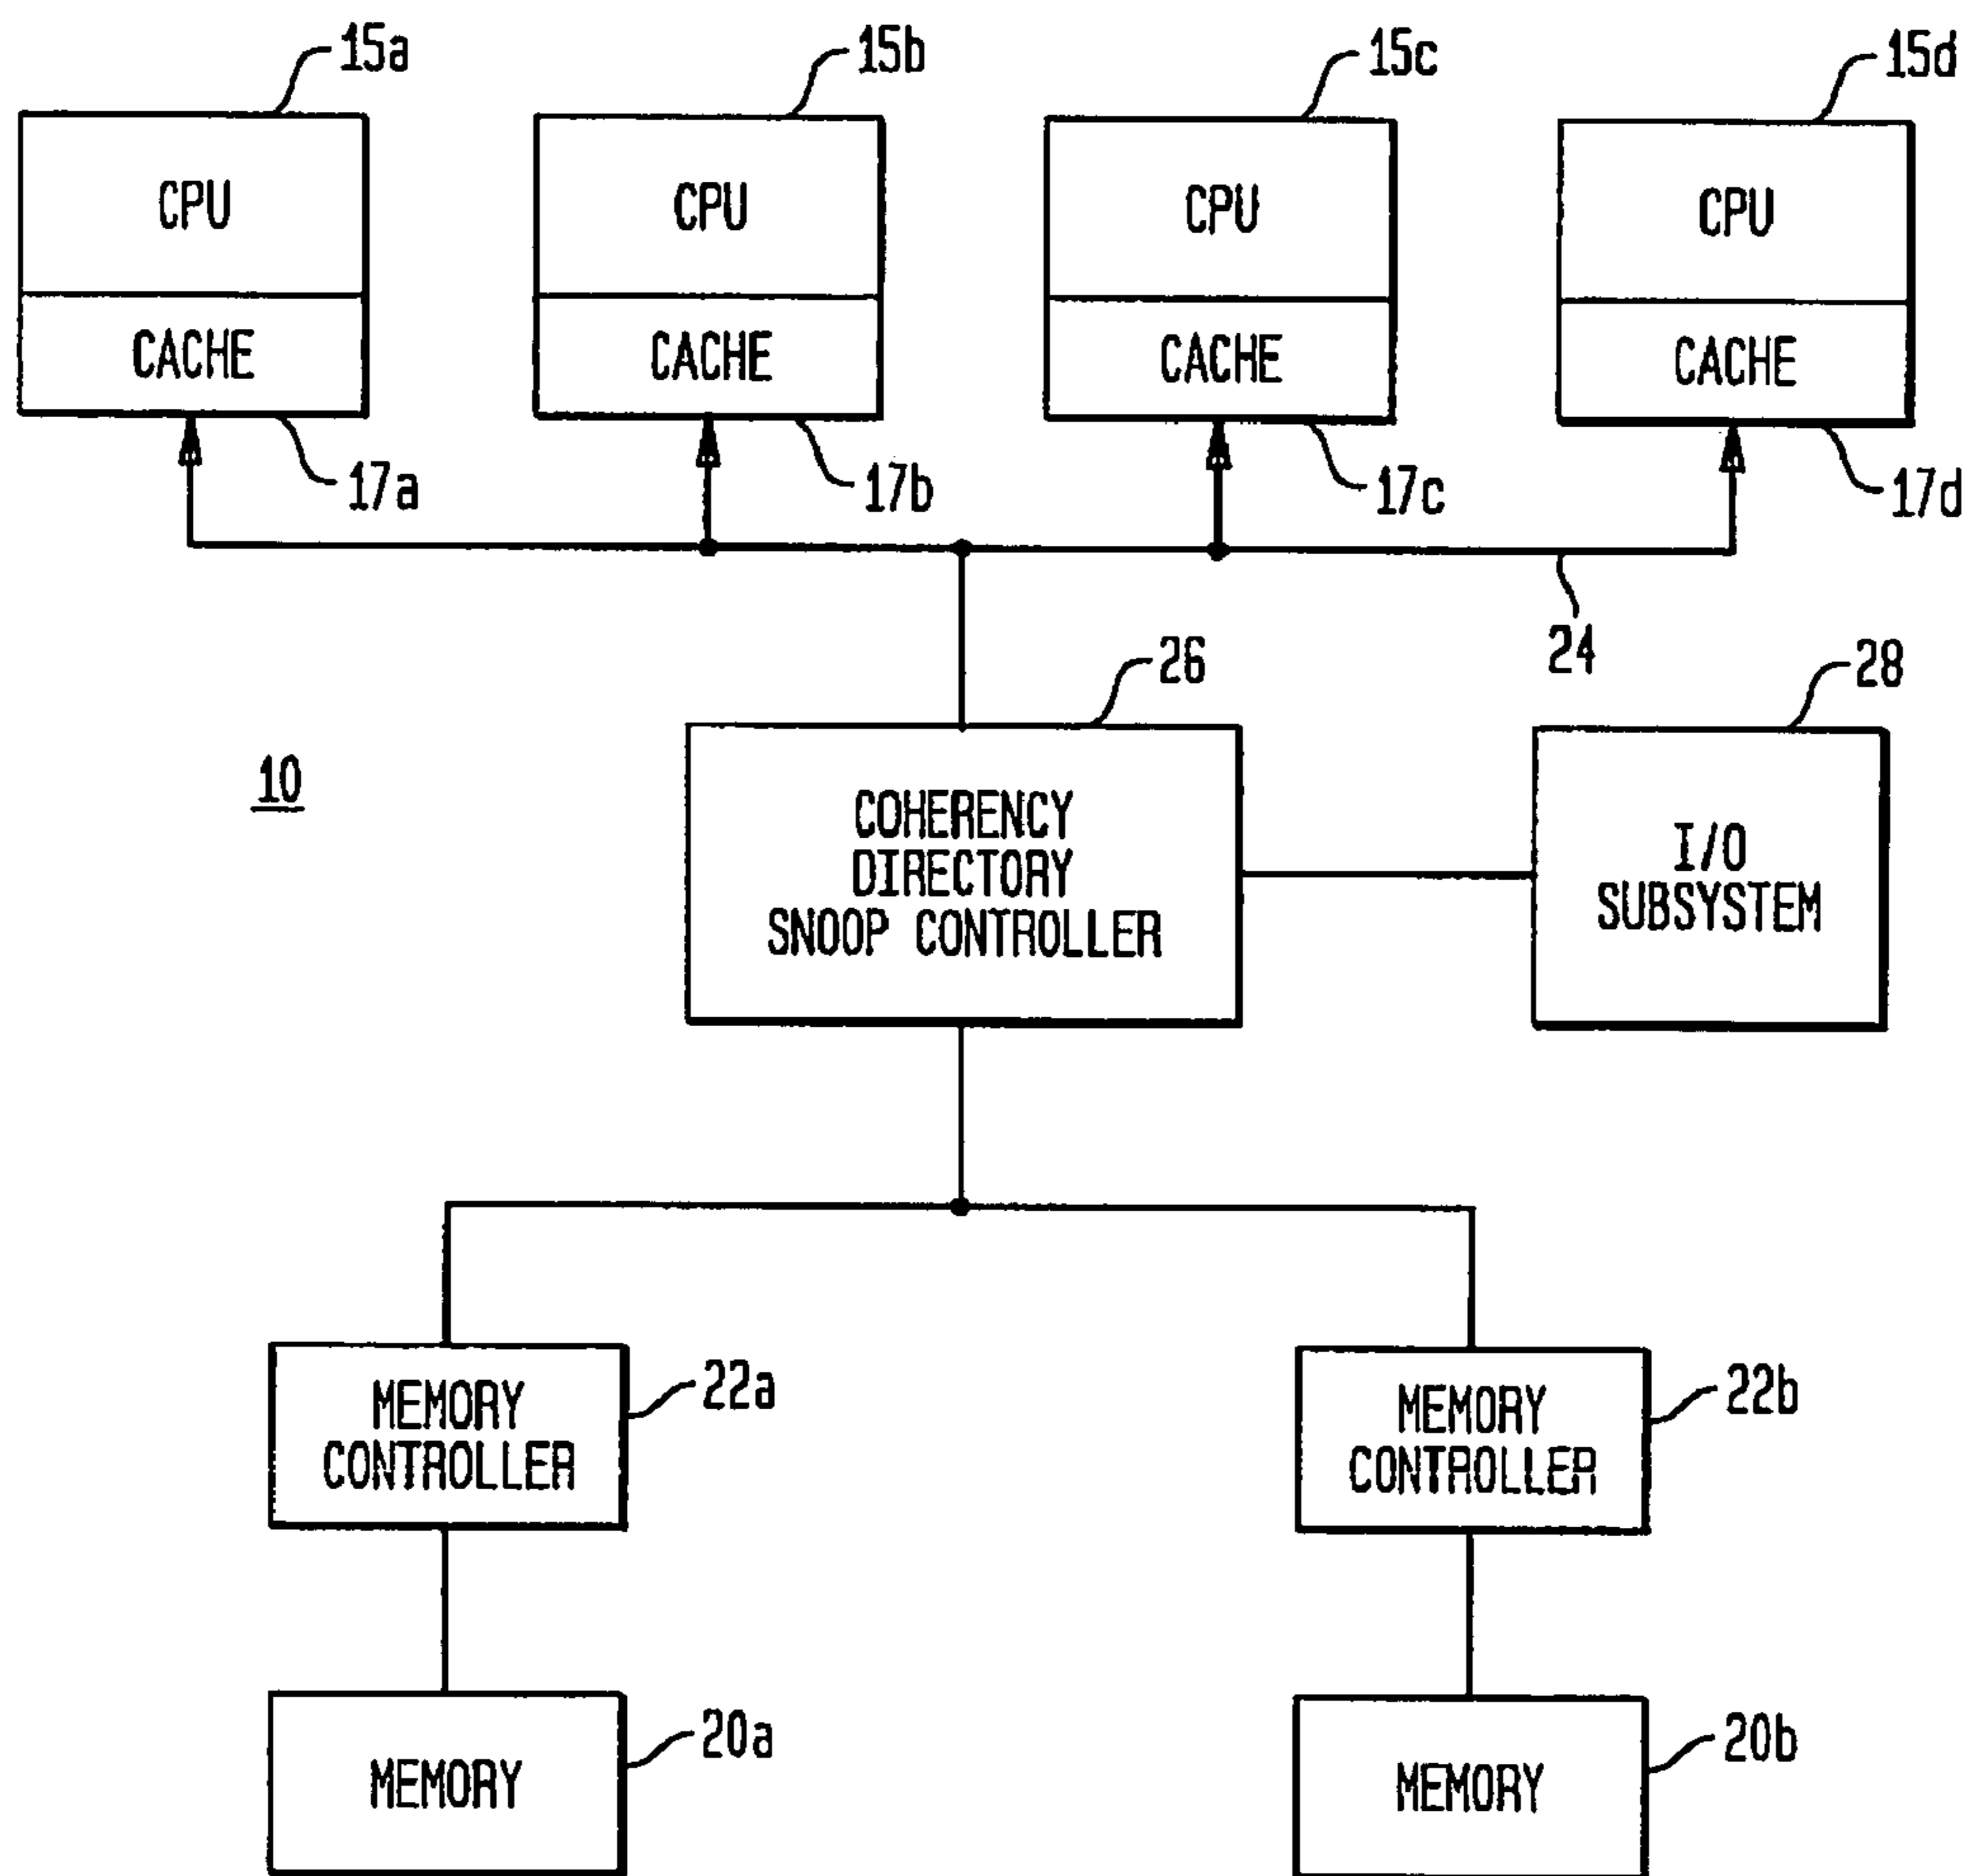 15a 15b 15c 15d
CPU CPU CPU CPU
CACHE CACHE CACHE CACHE
17a 17b 17c 17d
24
26
28
10
COHERENCY
DIRECTORY
SNOOP CONTROLLER
I/O
SUBSYSTEM
22a
MEMORY
CONTROLLER
22b
MEMORY
CONTROLLER
20a
MEMORY
20b
MEMORY